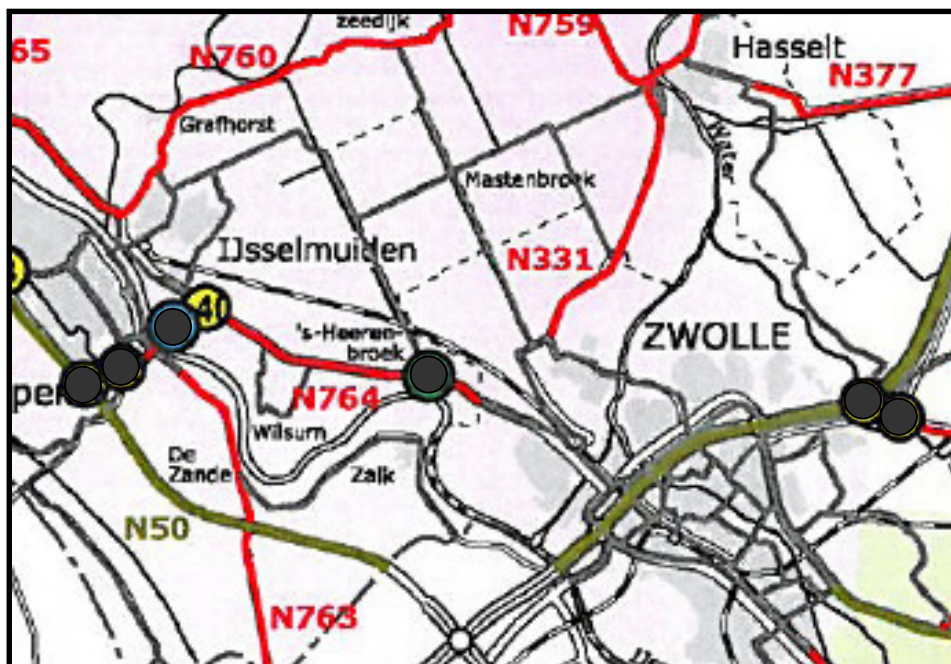 zeedijk
N759
Hasselt
65
N760
N377
Grafhorst
Water
Mastenbroek
IJsselmuiden
N331
's-Heeren-
broek
ZWOLLE
N764
Wilsum
De
Zande
Zalk
N50
N763